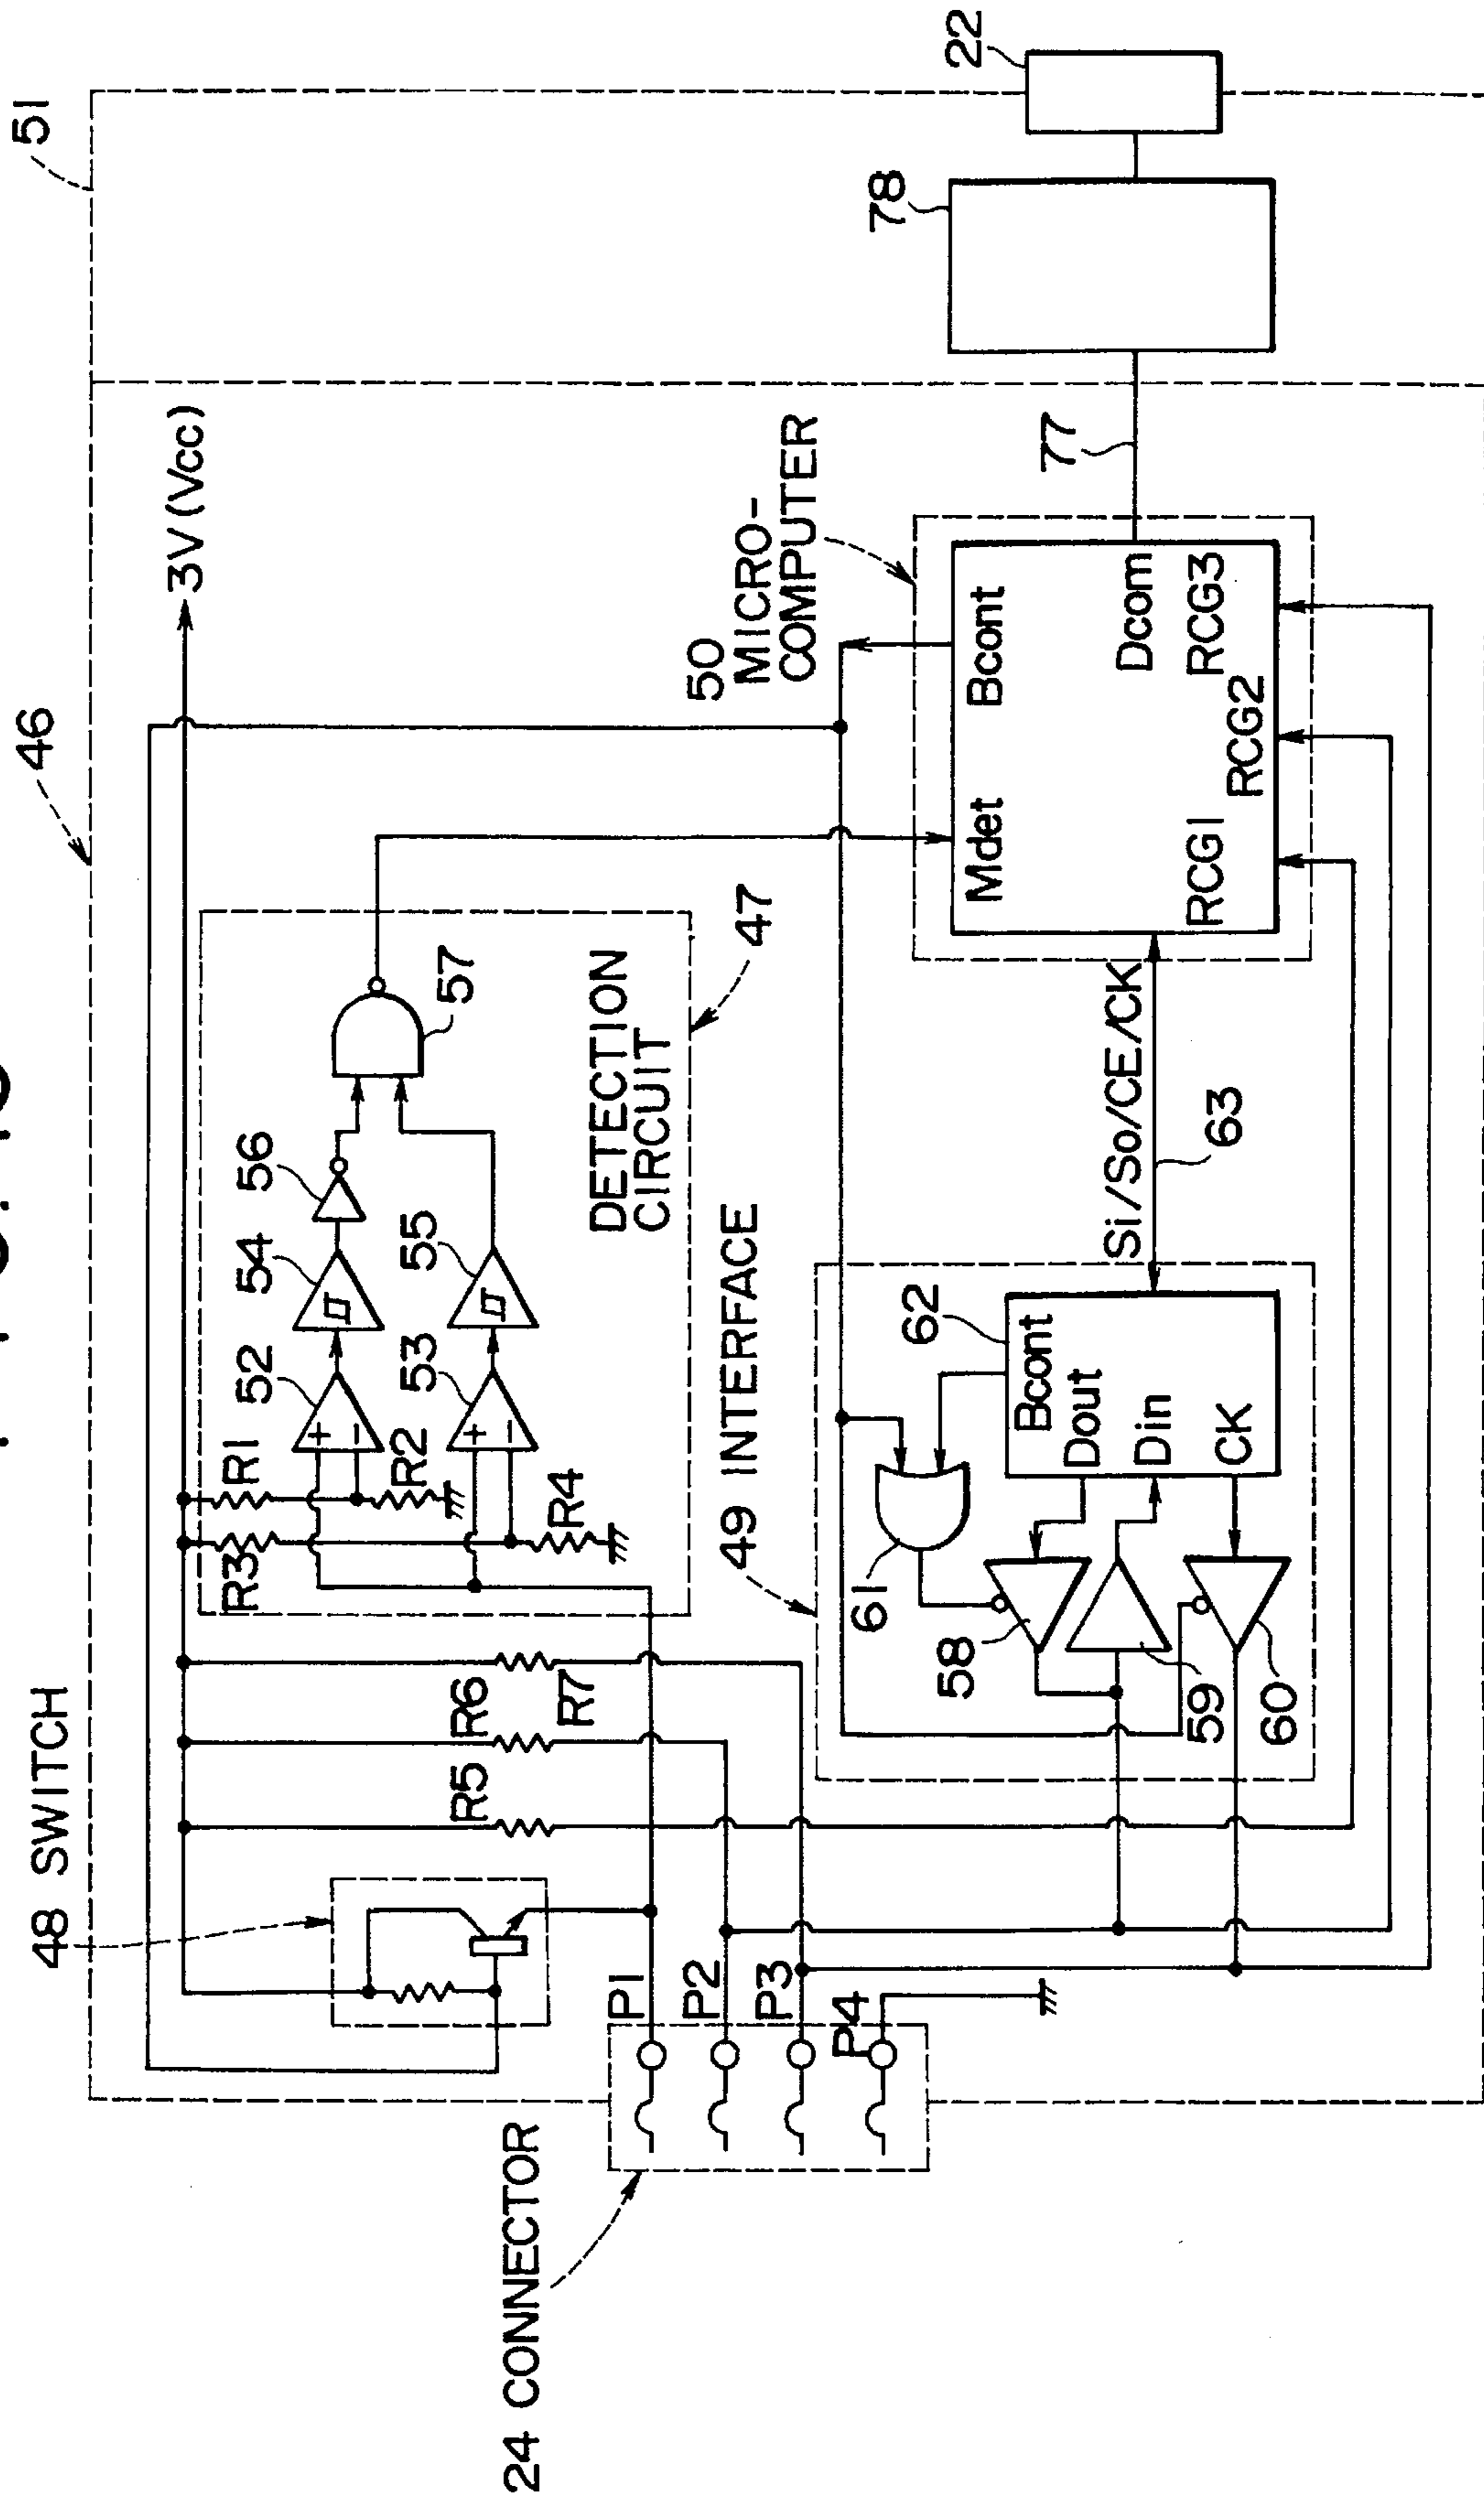 51
46
48 SWITCH
3V(Vcc)
R3
R1
52
54
56
57
R2
53
55
R4
DETECTION
CIRCUIT
47
R5
R6
R7
24 CONNECTOR
P1
P2
P3
P4
49 INTERFACE
61
62
58
59
60
Bcont
Dout
Din
CK
Si/So/CE/CK
63
50
MICRO-
COMPUTER
Mdet
Bcont
Dcom
RCG1
RCG2
RCG3
77
78
22